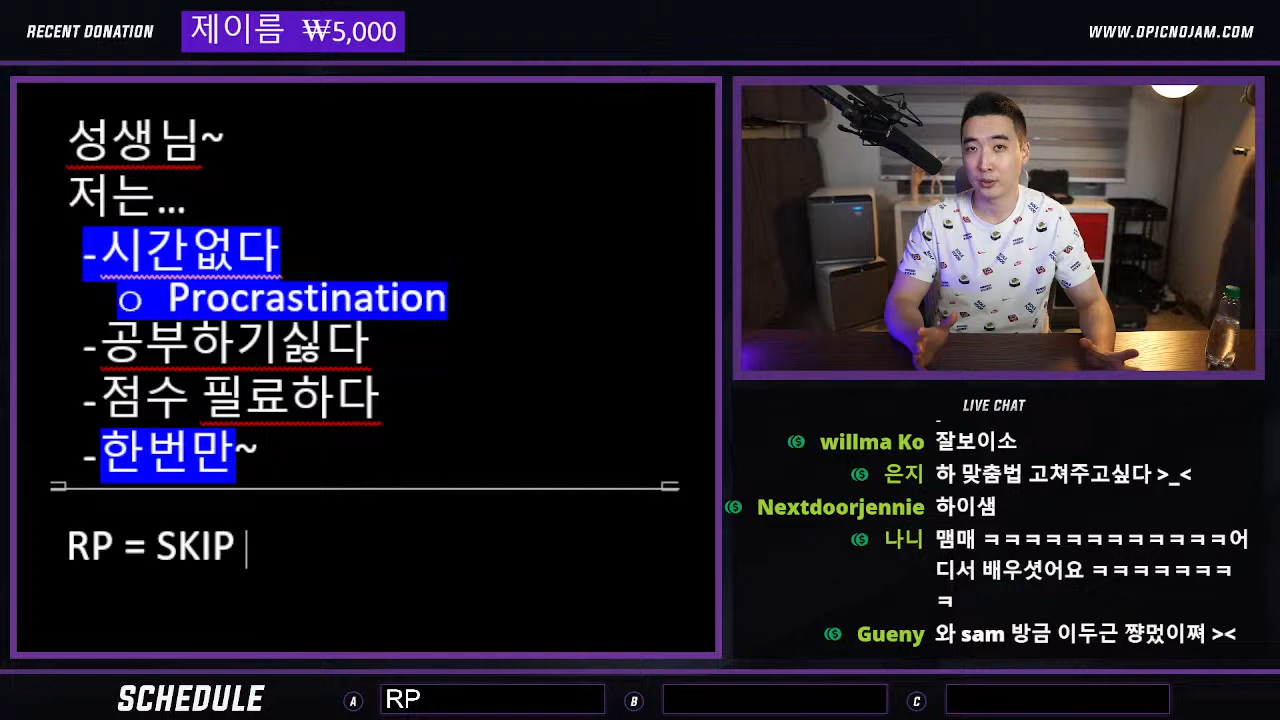 RECENT DONATION
제이름 ₩5,000
WWW.OPICNOJAM.COM
성생님~
저는...
-시간없다
o Procrastination
-공부하기싫다
-점수 필료하다
-한번만~
RP = SKIP
LIVE CHAT
willma Ko 잘보이소
은지 하 맞춤법 고쳐주고싶다 >_<
Nextdoorjennie 하이샘
나니 맴매 ㅋㅋㅋㅋㅋㅋㅋㅋㅋㅋㅋㅋ어
디서 배우셧어요 ㅋㅋㅋㅋㅋㅋㅋ
ㅋ
Gueny 와 sam 방금 이두근 쨩멌이쪄 ><
SCHEDULE
A RP
B
C